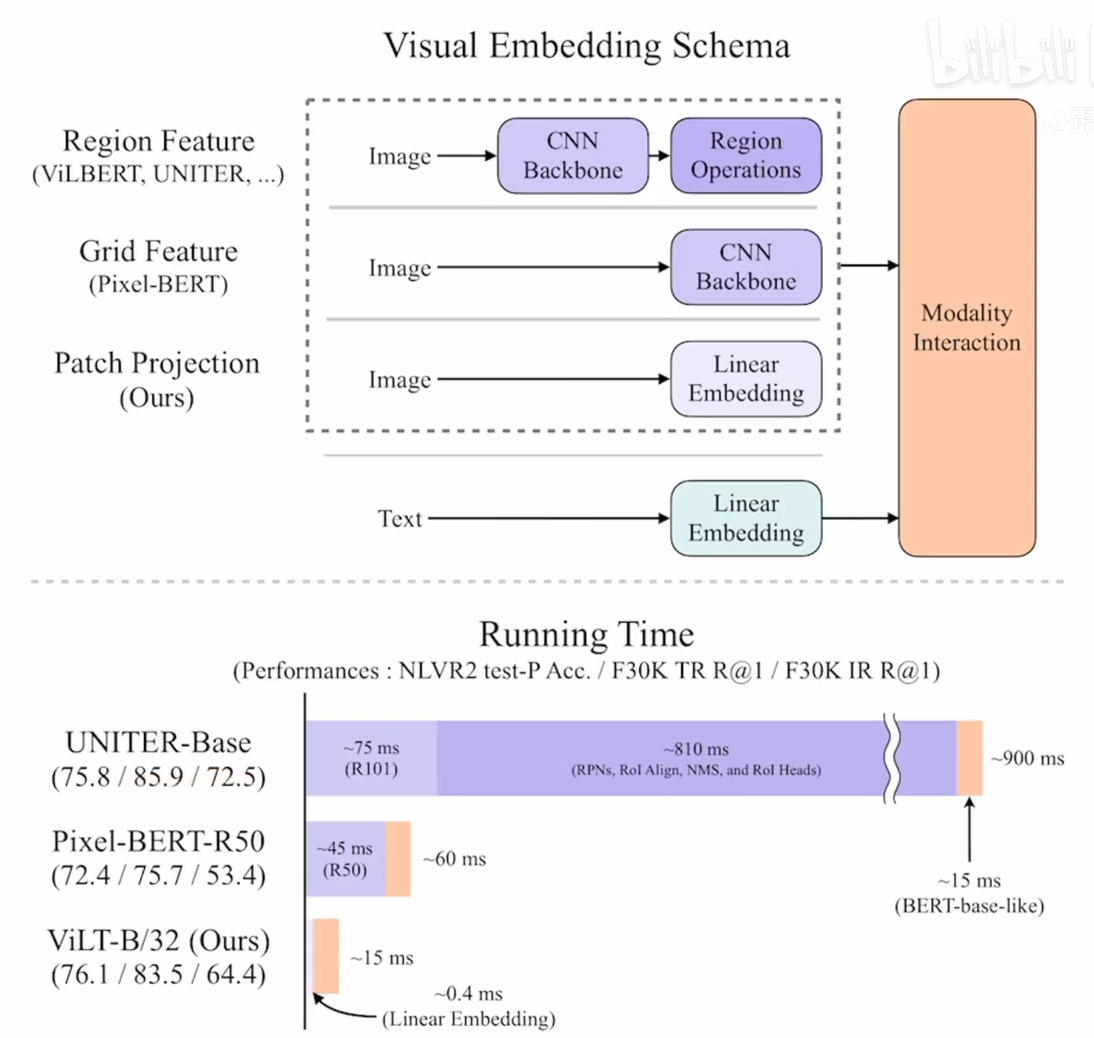 bilibili
Visual Embedding Schema
Region Feature
(ViLBERT, UNITER, ...)
Image
CNN
Backbone
Region
Operations
Grid Feature
(Pixel-BERT)
Image
CNN
Backbone
Patch Projection
(Ours)
Image
Linear
Embedding
Text
Linear
Embedding
Modality
Interaction
Running Time
(Performances : NLVR2 test-P Acc. / F30K TR R@1 / F30K IR R@1)
UNITER-Base
(75.8 / 85.9 / 72.5)
~75 ms
(R101)
~810 ms
(RPNs, RoI Align, NMS, and RoI Heads)
~900 ms
~15 ms
(BERT-base-like)
Pixel-BERT-R50
(72.4 / 75.7 / 53.4)
~45 ms
(R50)
~60 ms
ViLT-B/32 (Ours)
(76.1 / 83.5 / 64.4)
~15 ms
~0.4 ms
(Linear Embedding)